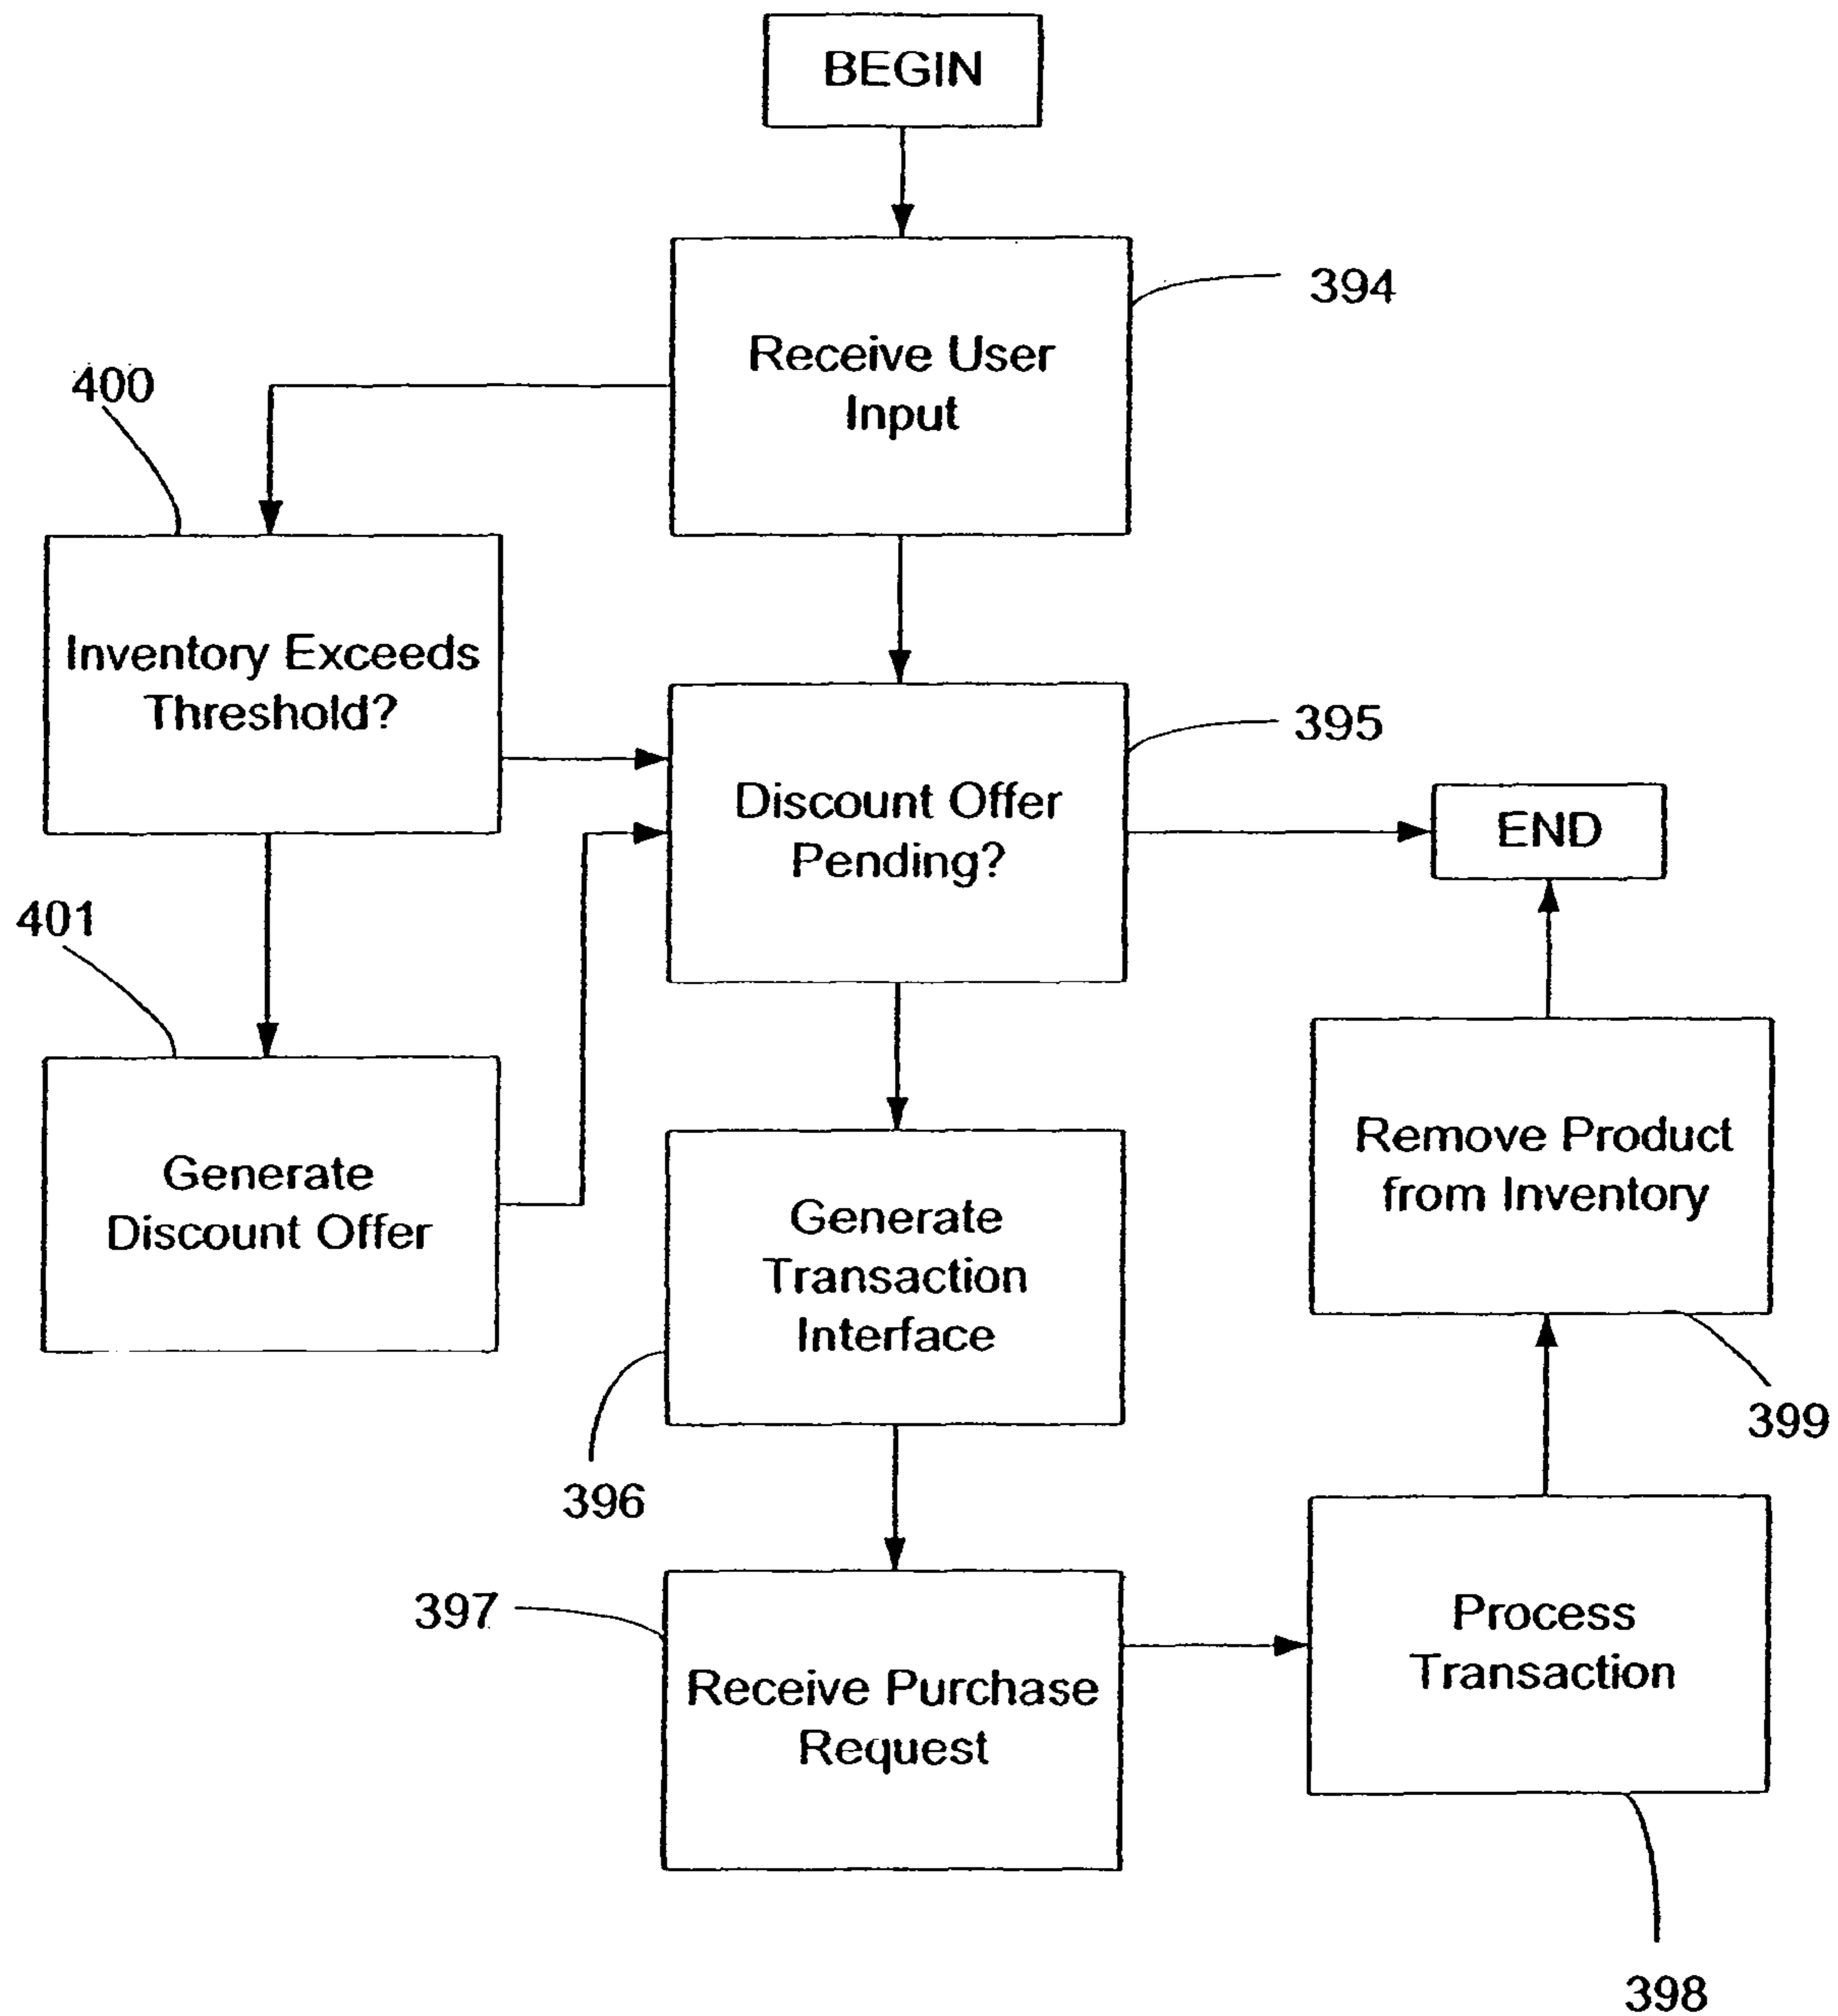 BEGIN
394
Receive User
Input
400
Inventory Exceeds
Threshold?
395
Discount Offer
Pending?
END
401
Generate
Discount Offer
Generate
Transaction
Interface
396
Remove Product
from Inventory
399
397
Receive Purchase
Request
Process
Transaction
398